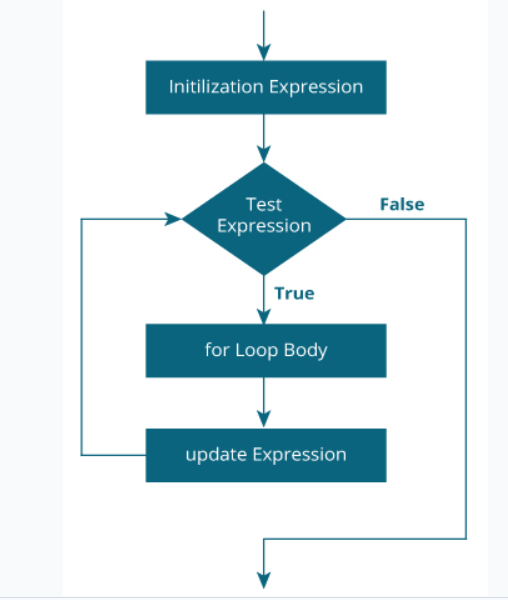 Initilization Expression
Test
Expression
False
True
for Loop Body
update Expression